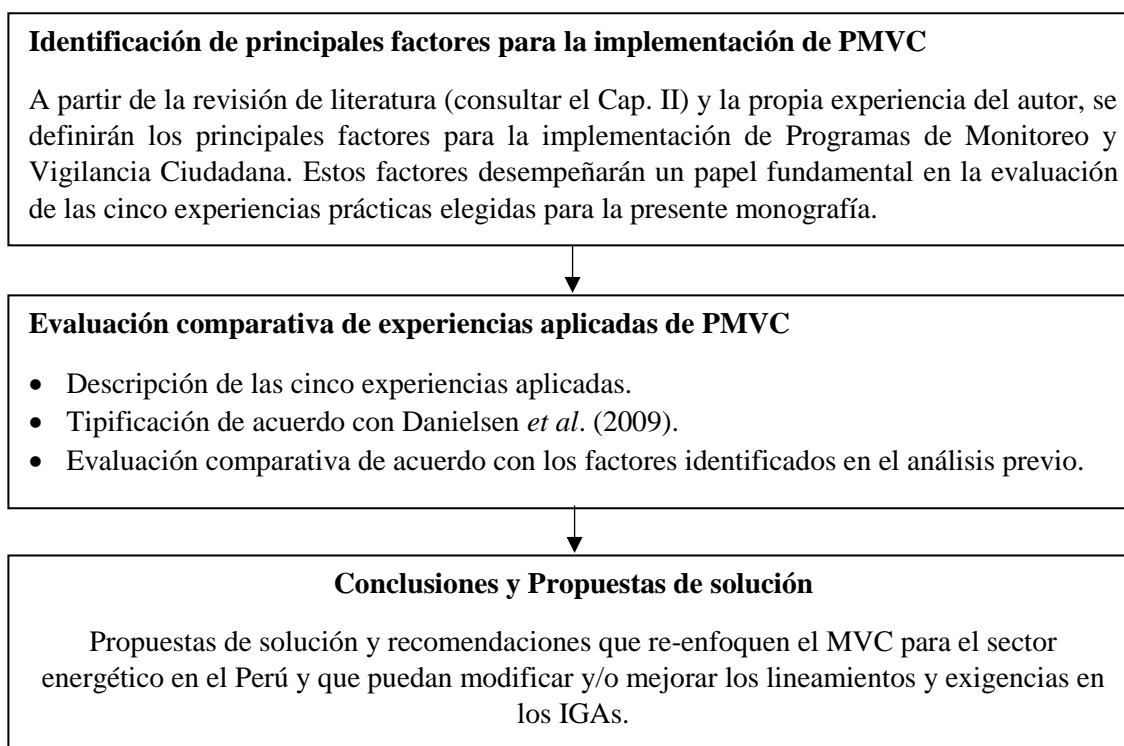 Identificación de principales factores para la implementación de PMVC
A partir de la revisión de literatura (consultar el Cap. II) y la propia experiencia del autor, se
definirán los principales factores para la implementación de Programas de Monitoreo y
Vigilancia Ciudadana. Estos factores desempeñarán un papel fundamental en la evaluación
de las cinco experiencias prácticas elegidas para la presente monografía.
Evaluación comparativa de experiencias aplicadas de PMVC
• Descripción de las cinco experiencias aplicadas.
• Tipificación de acuerdo con Danielsen et al. (2009).
• Evaluación comparativa de acuerdo con los factores identificados en el análisis previo.
Conclusiones y Propuestas de solución
Propuestas de solución y recomendaciones que re-enfoquen el MVC para el sector
energético en el Perú y que puedan modificar y/o mejorar los lineamientos y exigencias en
los IGAs.